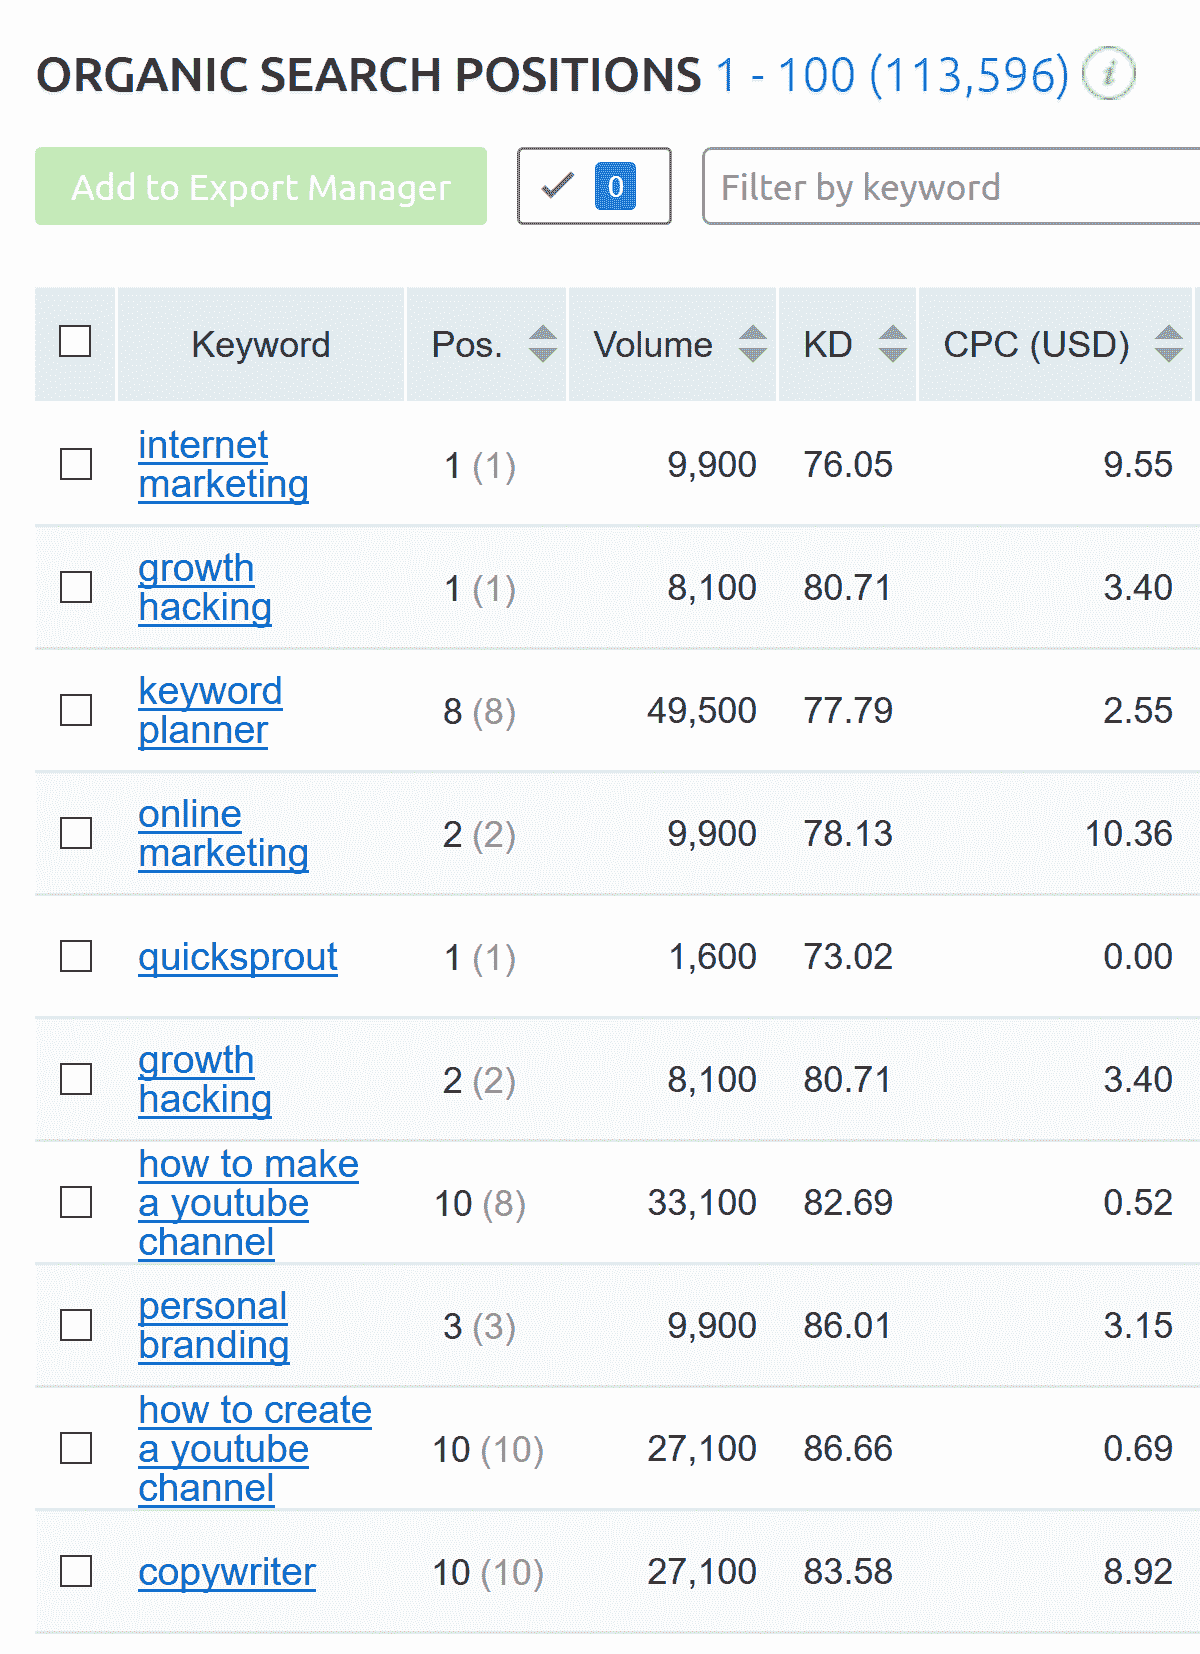 ORGANIC SEARCH POSITIONS 1 - 100 (113,596) i
Add to Export Manager 0 Filter by keyword
Keyword Pos. Volume KD CPC (USD)
internet
marketing 1 (1) 9,900 76.05 9.55
growth
hacking 1 (1) 8,100 80.71 3.40
keyword
planner 8 (8) 49,500 77.79 2.55
online
marketing 2 (2) 9,900 78.13 10.36
quicksprout 1 (1) 1,600 73.02 0.00
growth
hacking 2 (2) 8,100 80.71 3.40
how to make
a youtube 10 (8) 33,100 82.69 0.52
channel
personal
branding 3 (3) 9,900 86.01 3.15
how to create
a youtube 10 (10) 27,100 86.66 0.69
channel
copywriter 10 (10) 27,100 83.58 8.92